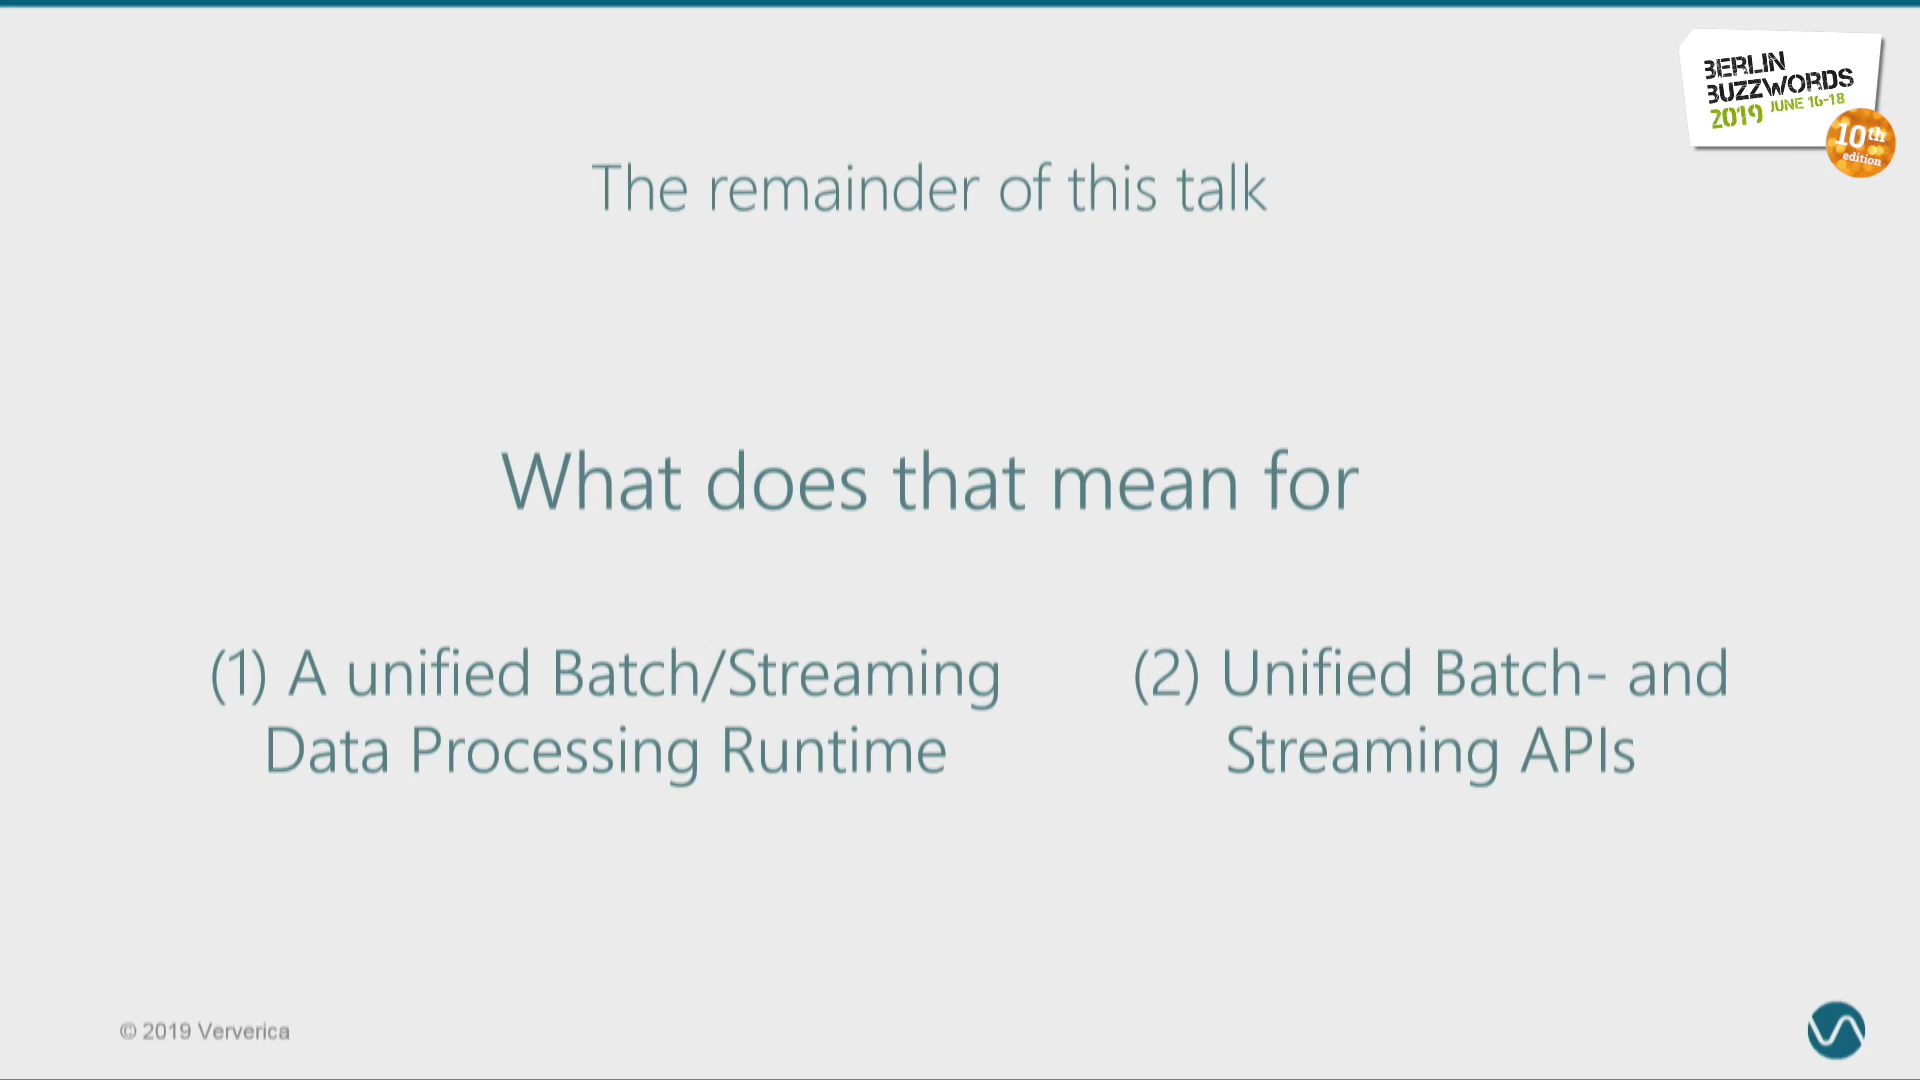 BERLIN
BUZZWORDS
2019 JUNE 16-18
10th
edition
The remainder of this talk
What does that mean for
(1) A unified Batch/Streaming
Data Processing Runtime
(2) Unified Batch- and
Streaming APIs
© 2019 Ververica